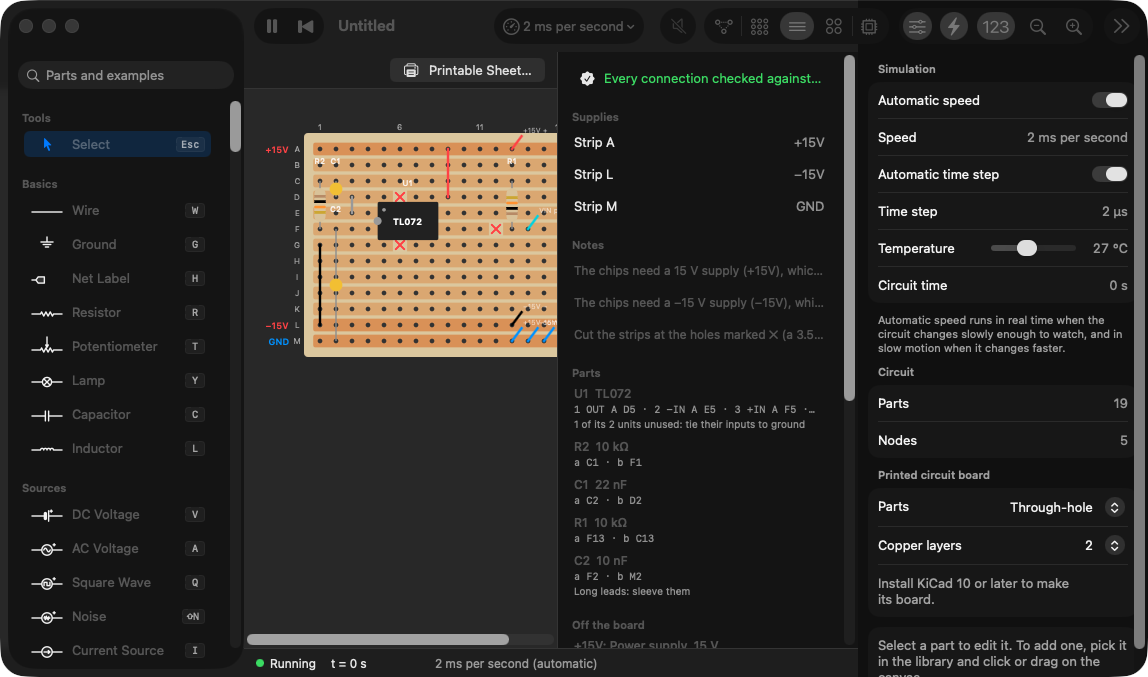 Untitled
2 ms per second
123
Parts and examples
Tools
Select Esc
Basics
Wire W
Ground G
Net Label H
Resistor R
Potentiometer T
Lamp Y
Capacitor C
Inductor L
Sources
DC Voltage V
AC Voltage A
Square Wave Q
Noise ⇧N
Current Source I
Printable Sheet...
1 6 11
+15V +
+15V A
B
C
D
E
F
G
H
I
J
K
−15V L
GND M
R2 C1
R1
U1
C2
TL072
Every connection checked against...
Supplies
Strip A +15V
Strip L −15V
Strip M GND
Notes
The chips need a 15 V supply (+15V), whic...
The chips need a −15 V supply (−15V), whi...
Cut the strips at the holes marked ✕ (a 3.5...
Parts
U1 TL072
1 OUT A D5 · 2 −IN A E5 · 3 +IN A F5 ·...
1 of its 2 units unused: tie their inputs to ground
R2 10 kΩ
a C1 · b F1
C1 22 nF
a C2 · b D2
R1 10 kΩ
a F13 · b C13
C2 10 nF
a F2 · b M2
Long leads: sleeve them
Off the board
+15V: Power supply, 15 V
Running t = 0 s 2 ms per second (automatic)
Simulation
Automatic speed
Speed 2 ms per second
Automatic time step
Time step 2 µs
Temperature 27 °C
Circuit time 0 s
Automatic speed runs in real time when the
circuit changes slowly enough to watch, and in
slow motion when it changes faster.
Circuit
Parts 19
Nodes 5
Printed circuit board
Parts Through-hole
Copper layers 2
Install KiCad 10 or later to make
its board.
Select a part to edit it. To add one, pick it
in the library and click or drag on the
canvas.